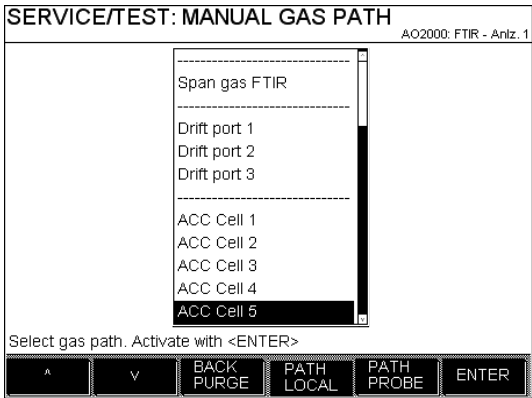 SERVICE/TEST: MANUAL GAS PATH
AO2000: FTIR - Anlz. 1
Span gas FTIR
Drift port 1
Drift port 2
Drift port 3
ACC Cell 1
ACC Cell 2
ACC Cell 3
ACC Cell 4
ACC Cell 5
Select gas path. Activate with <ENTER>
^
v
BACK
PURGE
PATH
LOCAL
PATH
PROBE
ENTER